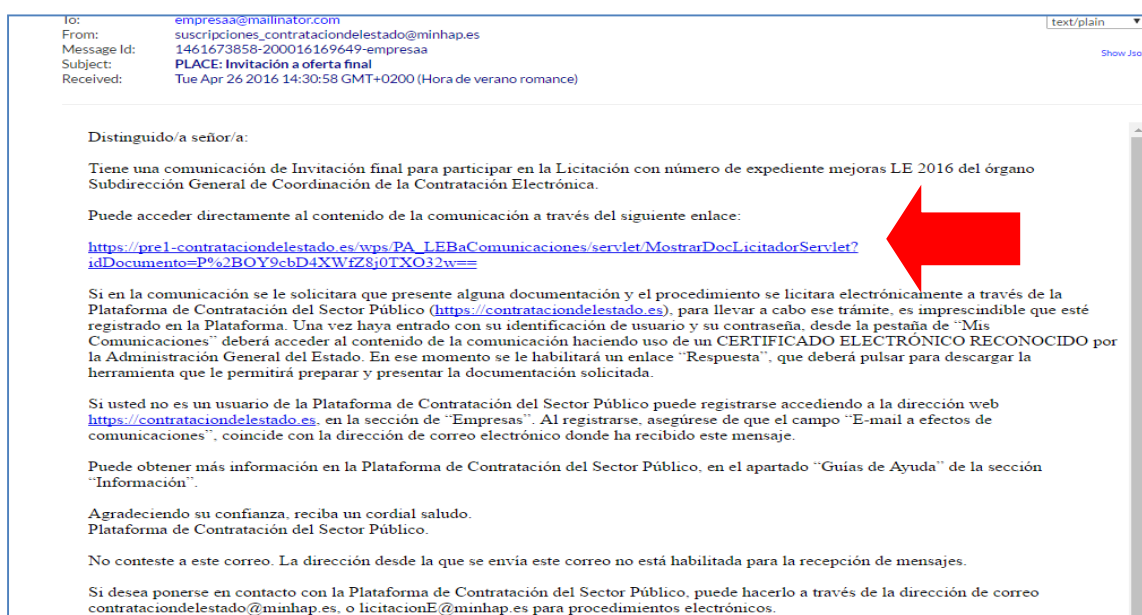 To: empresaa@mailinator.com
text/plain
From: suscripciones_contrataciondelestado@minhap.es
Message Id: 1461673858-200016169649-empresaa
Subject: PLACE: Invitación a oferta final
Show Jso
Received: Tue Apr 26 2016 14:30:58 GMT+0200 (Hora de verano romance)
Distinguido/a señor/a:
Tiene una comunicación de Invitación final para participar en la Licitación con número de expediente mejoras LE 2016 del órgano
Subdirección General de Coordinación de la Contratación Electrónica.
Puede acceder directamente al contenido de la comunicación a través del siguiente enlace:
https://pre1-contrataciondelestado.es/wps/PA_LEBaComunicaciones/servlet/MostrarDocLicitadorServlet?
idDocumento=P%2BOY9cbD4XWfZ8j0TXO32w==
Si en la comunicación se le solicitara que presente alguna documentación y el procedimiento se licitara electrónicamente a través de la
Plataforma de Contratación del Sector Público (https://contrataciondelestado.es), para llevar a cabo ese trámite, es imprescindible que esté
registrado en la Plataforma. Una vez haya entrado con su identificación de usuario y su contraseña, desde la pestaña de “Mis
Comunicaciones” deberá acceder al contenido de la comunicación haciendo uso de un CERTIFICADO ELECTRÓNICO RECONOCIDO por
la Administración General del Estado. En ese momento se le habilitará un enlace “Respuesta”, que deberá pulsar para descargar la
herramienta que le permitirá preparar y presentar la documentación solicitada.
Si usted no es un usuario de la Plataforma de Contratación del Sector Público puede registrarse accediendo a la dirección web
https://contrataciondelestado.es, en la sección de “Empresas”. Al registrarse, asegúrese de que el campo “E-mail a efectos de
comunicaciones”, coincide con la dirección de correo electrónico donde ha recibido este mensaje.
Puede obtener más información en la Plataforma de Contratación del Sector Público, en el apartado “Guías de Ayuda” de la sección
“Información”.
Agradeciendo su confianza, reciba un cordial saludo.
Plataforma de Contratación del Sector Público.
No conteste a este correo. La dirección desde la que se envía este correo no está habilitada para la recepción de mensajes.
Si desea ponerse en contacto con la Plataforma de Contratación del Sector Público, puede hacerlo a través de la dirección de correo
contrataciondelestado@minhap.es, o licitacionE@minhap.es para procedimientos electrónicos.